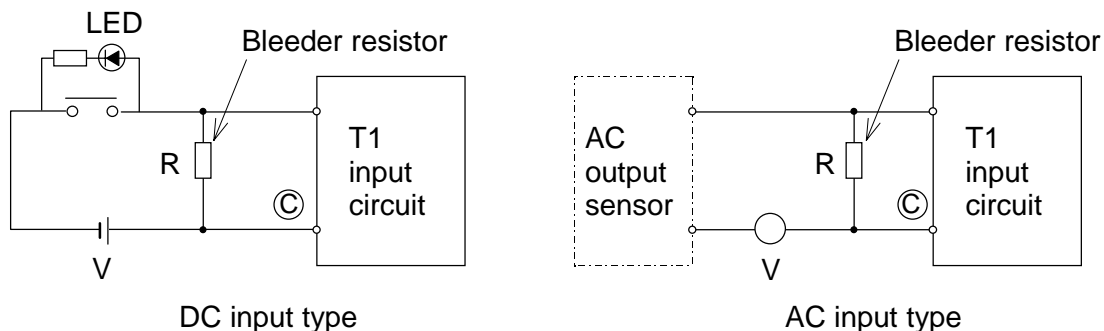 LED
Bleeder resistor
R
T1
input
circuit
C
V
DC input type
Bleeder resistor
AC
output
sensor
R
T1
input
circuit
C
V
AC input type